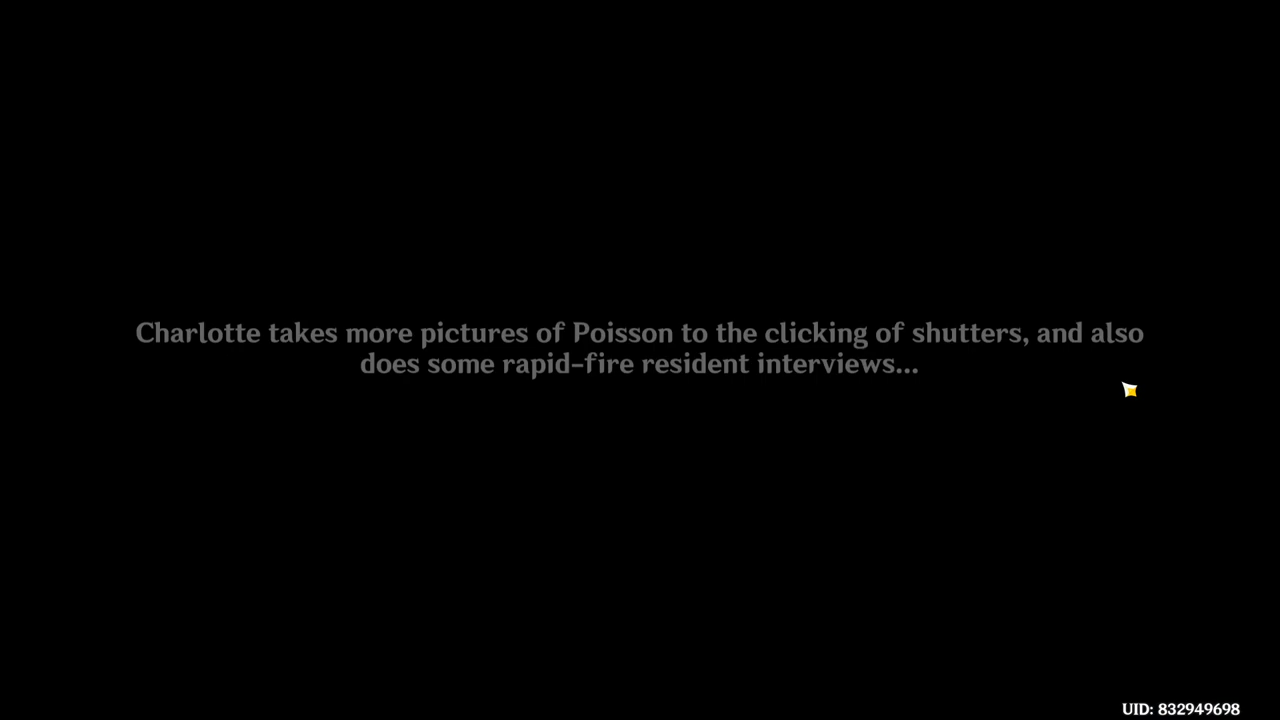 Charlotte takes more pictures of Poisson to the clicking of shutters, and also
does some rapid-fire resident interviews...
UID: 832949698